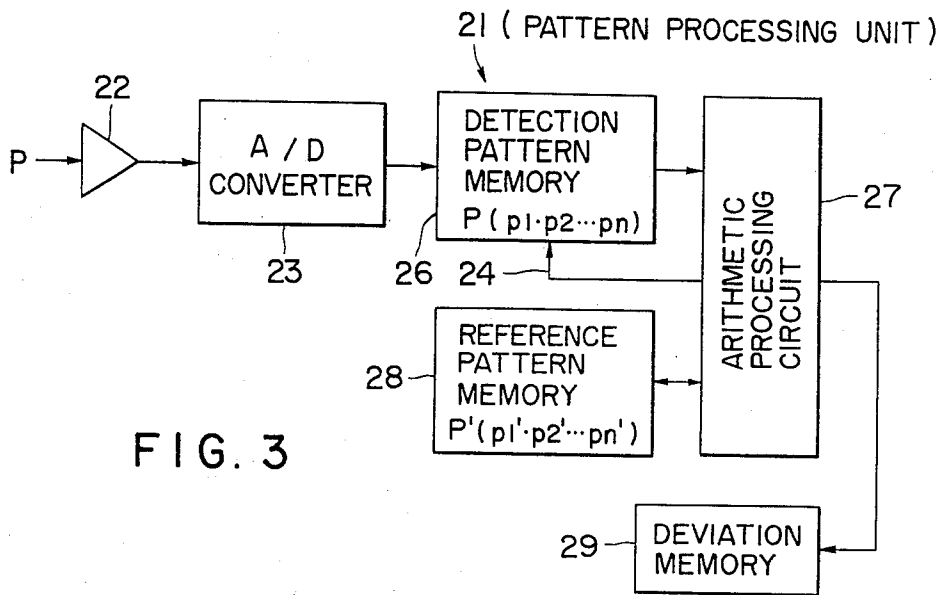 21 ( PATTERN PROCESSING UNIT )
22
P
A / D
CONVERTER
23
DETECTION
PATTERN
MEMORY
P ( p1·p2···pn )
26
24
ARITHMETIC
PROCESSING
CIRCUIT
27
REFERENCE
PATTERN
MEMORY
P'( p1'·p2'···pn' )
28
FIG. 3
DEVIATION
MEMORY
29